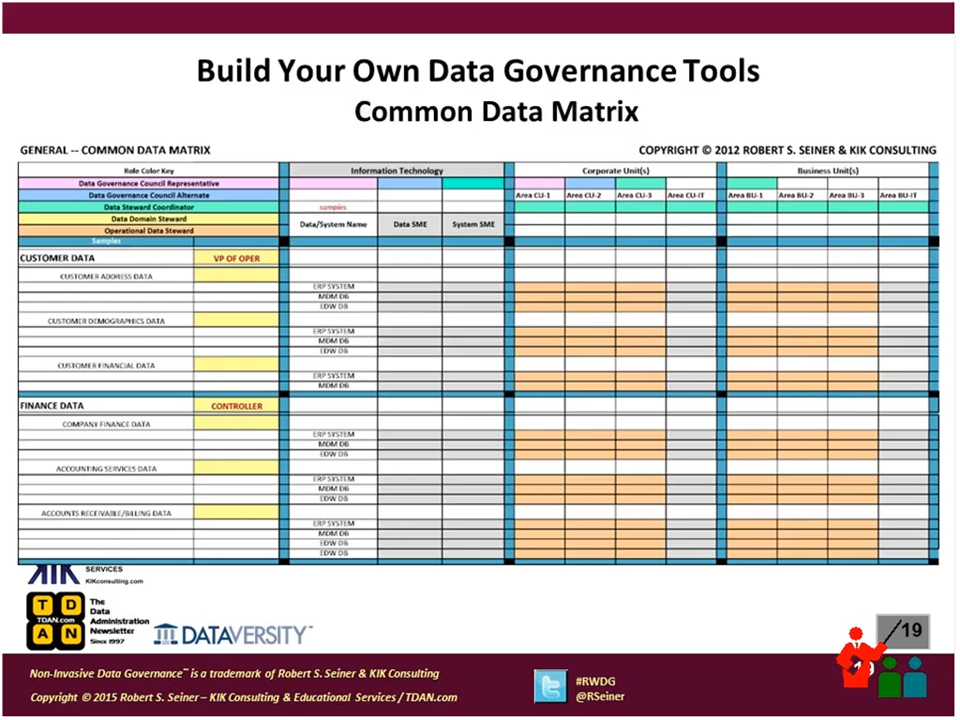 Build Your Own Data Governance Tools
Common Data Matrix
GENERAL -- COMMON DATA MATRIX COPYRIGHT © 2012 ROBERT S. SEINER & KIK CONSULTING
Role Color Key Information Technology Corporate Unit(s) Business Unit(s)
Data Governance Council Representative
Data Governance Council Alternate Area CU-1 Area CU-2 Area CU-3 Area CU-IT Area BU-1 Area BU-2 Area BU-3 Area BU-IT
Data Steward Coordinator samples
Data Domain Steward
Data/System Name Data SME System SME
Operational Data Steward
Samples
CUSTOMER DATA VP OF OPER
CUSTOMER ADDRESS DATA
ERP SYSTEM
MDM DB
EDW DB
CUSTOMER DEMOGRAPHICS DATA
ERP SYSTEM
MDM DB
EDW DB
CUSTOMER FINANCIAL DATA
ERP SYSTEM
MDM DB
FINANCE DATA CONTROLLER
COMPANY FINANCE DATA
ERP SYSTEM
MDM DB
EDW DB
ACCOUNTING SERVICES DATA
ERP SYSTEM
MDM DB
EDW DB
ACCOUNTS RECEIVABLE/BILLING DATA
ERP SYSTEM
MDM DB
EDW DB
EDW DB
KIK SERVICES
KIKconsulting.com
TDAN.com
The
Data
Administration
Newsletter
Since 1997
DATAVERSITY™
/19
19
Non-Invasive Data Governance™ is a trademark of Robert S. Seiner & KIK Consulting
Copyright © 2015 Robert S. Seiner – KIK Consulting & Educational Services / TDAN.com
#RWDG
@RSeiner